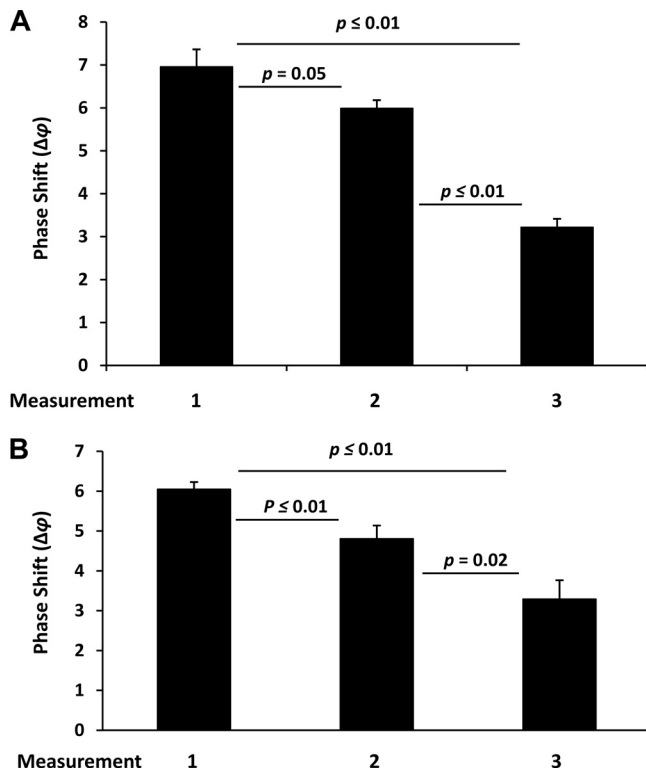 A
8
7
6
5
4
3
2
1
0
Phase Shift (Δφ)
p ≤ 0.01
p = 0.05
p ≤ 0.01
Measurement 1 2 3
B
7
6
5
4
3
2
1
0
Phase Shift (Δφ)
p ≤ 0.01
P ≤ 0.01
p = 0.02
Measurement 1 2 3